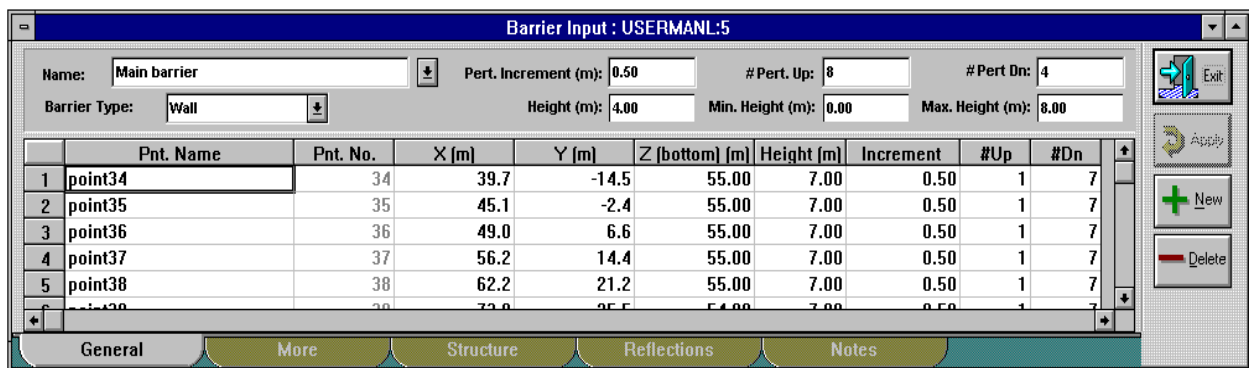 Barrier Input : USERMANL:5
Name: Main barrier Pert. Increment (m): 0.50 #Pert. Up: 8 #Pert Dn: 4
Barrier Type: Wall Height (m): 4.00 Min. Height (m): 0.00 Max. Height (m): 8.00
Exit
Apply
New
Delete
Pnt. Name Pnt. No. X (m) Y (m) Z (bottom) (m) Height (m) Increment #Up #Dn
1 point34 34 39.7 -14.5 55.00 7.00 0.50 1 7
2 point35 35 45.1 -2.4 55.00 7.00 0.50 1 7
3 point36 36 49.0 6.6 55.00 7.00 0.50 1 7
4 point37 37 56.2 14.4 55.00 7.00 0.50 1 7
5 point38 38 62.2 21.2 55.00 7.00 0.50 1 7
General More Structure Reflections Notes